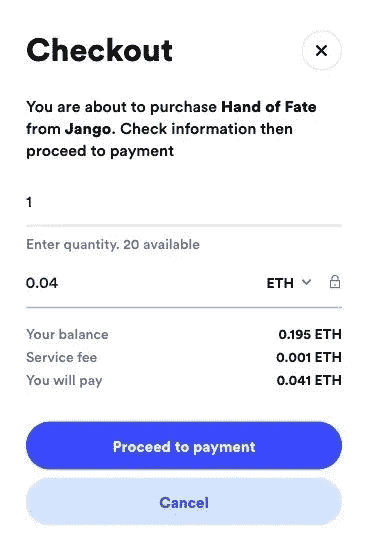 Checkout
You are about to purchase Hand of Fate
from Jango. Check information then
proceed to payment
1
Enter quantity. 20 available
0.04 ETH
Your balance 0.195 ETH
Service fee 0.001 ETH
You will pay 0.041 ETH
Proceed to payment
Cancel